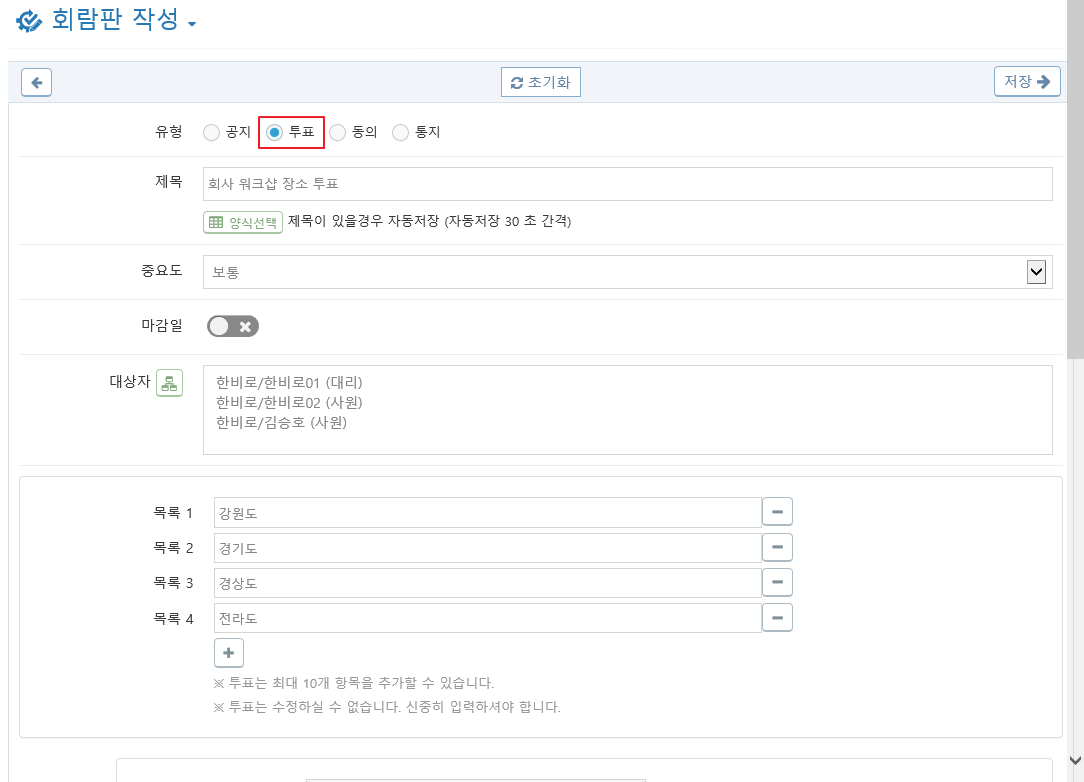 회람판 작성
초기화
저장
유형 공지 투표 동의 통지
제목 회사 워크샵 장소 투표
양식선택 제목이 있을경우 자동저장 (자동저장 30 초 간격)
중요도 보통
마감일
대상자 한비로/한비로01 (대리)
한비로/한비로02 (사원)
한비로/김승호 (사원)
목록 1 강원도
목록 2 경기도
목록 3 경상도
목록 4 전라도
※ 투표는 최대 10개 항목을 추가할 수 있습니다.
※ 투표는 수정하실 수 없습니다. 신중히 입력하셔야 합니다.